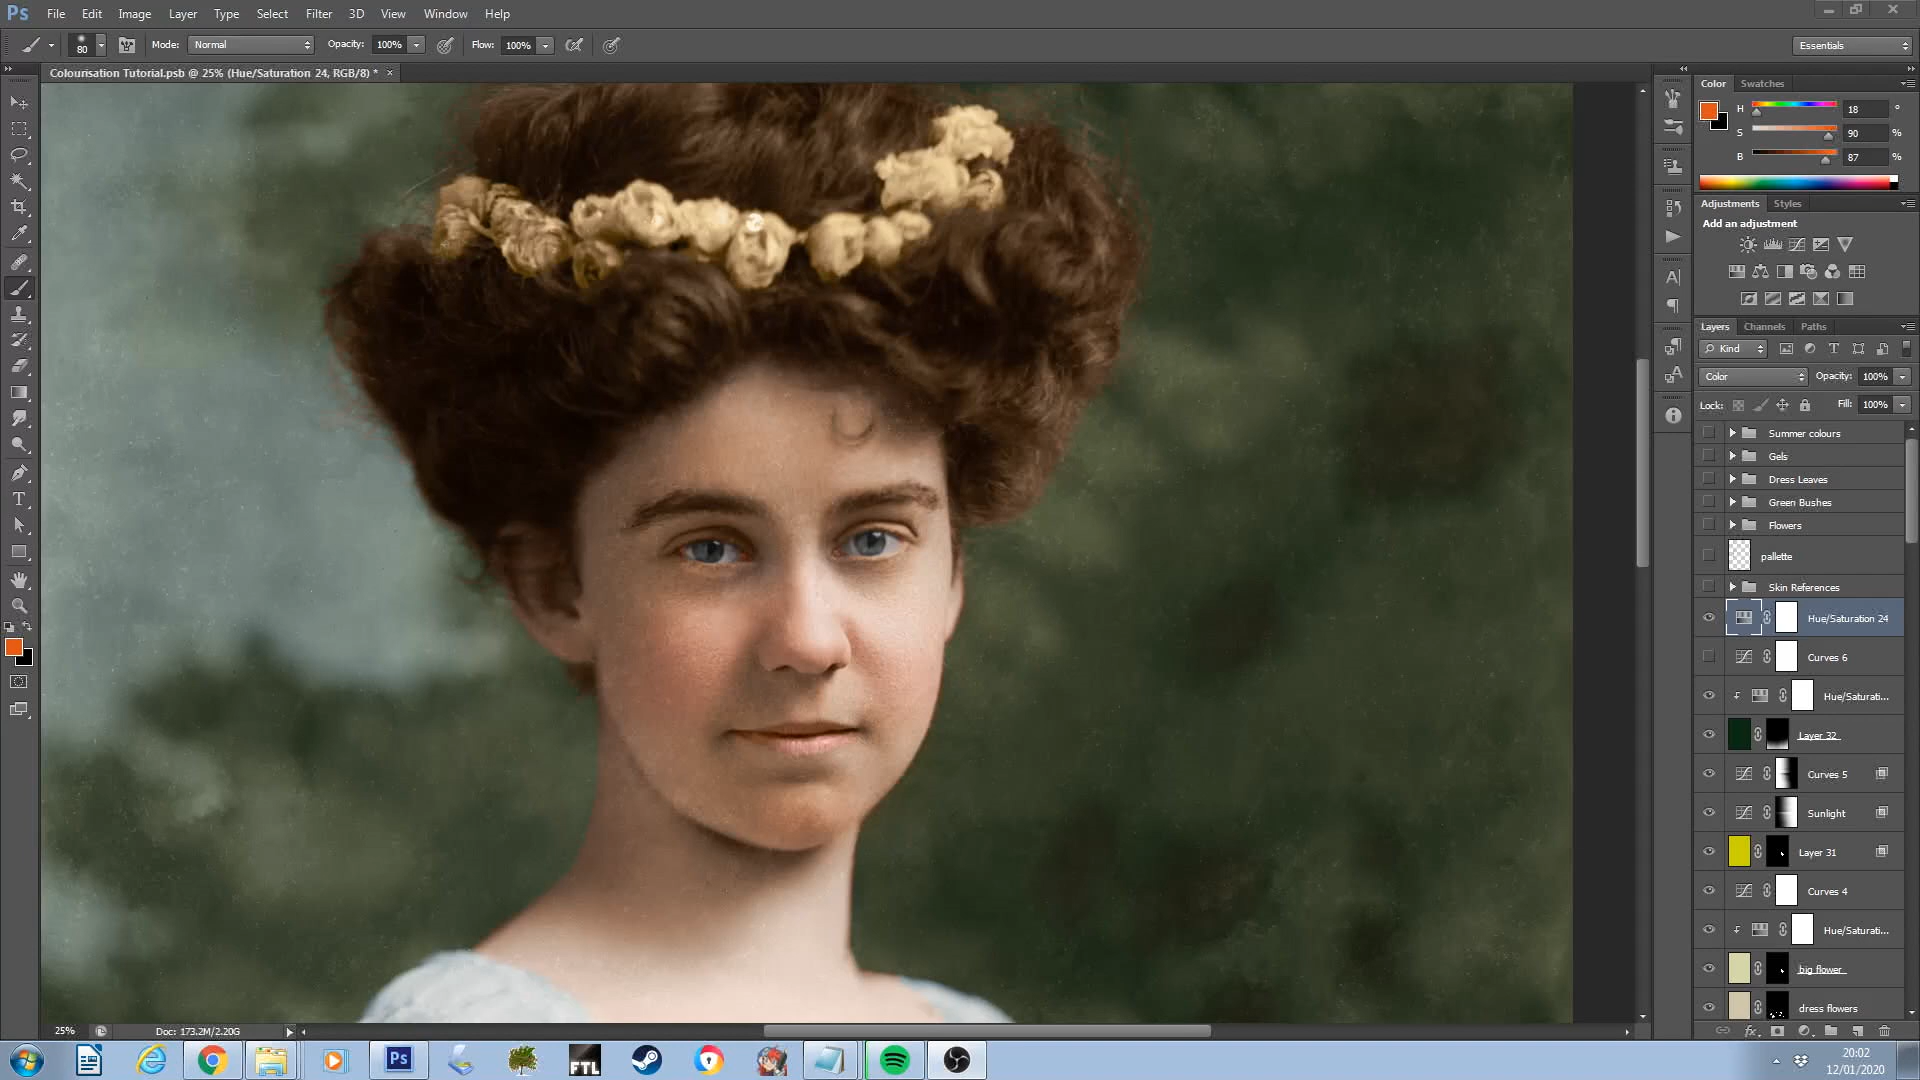 Ps File Edit Image Layer Type Select Filter 3D View Window Help
80 Mode: Normal Opacity: 100% Flow: 100% Essentials
Colourisation Tutorial.psb @ 25% (Hue/Saturation 24, RGB/8) * ×
Color Swatches
H 18 °
S 90 %
B 87 %
Adjustments Styles
Add an adjustment
Layers Channels Paths
Kind
Color Opacity: 100%
Lock: Fill: 100%
Summer colours
Gels
Dress Leaves
Green Bushes
Flowers
pallette
Skin References
Hue/Saturation 24
Curves 6
Hue/Saturati...
Layer 32
Curves 5
Sunlight
Layer 31
Curves 4
Hue/Saturati...
big flower
dress flowers
25% Doc: 173.2M/2.20G
Ps FTL
20:02
12/01/2020